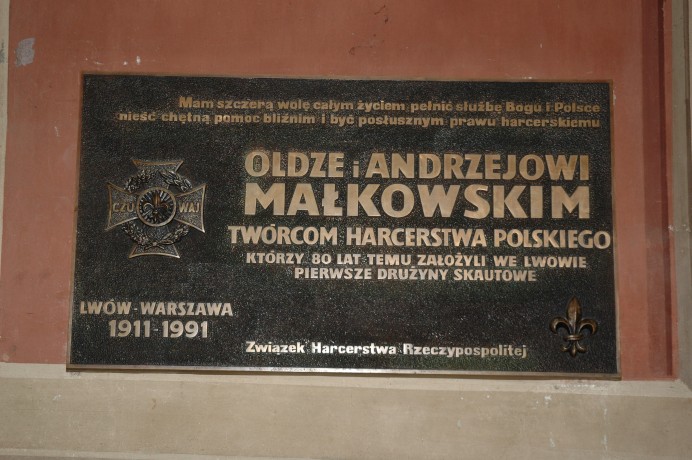 Mam szczerą wolę całym życiem pełnić służbę Bogu i Polsce
nieść chętną pomoc bliźnim i być posłusznym prawu harcerskiemu
CZU WAJ
OLDZE i ANDRZEJOWI
MAŁKOWSKIM
TWÓRCOM HARCERSTWA POLSKIEGO
KTÓRZY 80 LAT TEMU ZAŁOŻYLI WE LWOWIE
PIERWSZE DRUŻYNY SKAUTOWE
LWÓW-WARSZAWA
1911-1991
Związek Harcerstwa Rzeczypospolitej